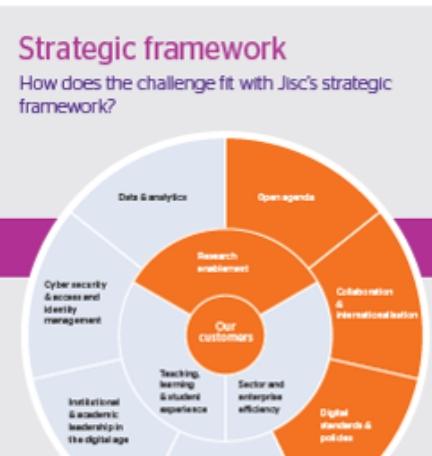 Strategic framework
How does the challenge fit with Jisc's strategic
framework?
Data & analytics
Open agenda
Research
enablement
Cyber security
& access and
identity
management
Collaboration
&
internationalisation
Our
customers
Teaching,
learning
& student
experience
Sector and
enterprise
efficiency
Institutional
& academic
leadership in
the digital age
Digital
standards &
policies